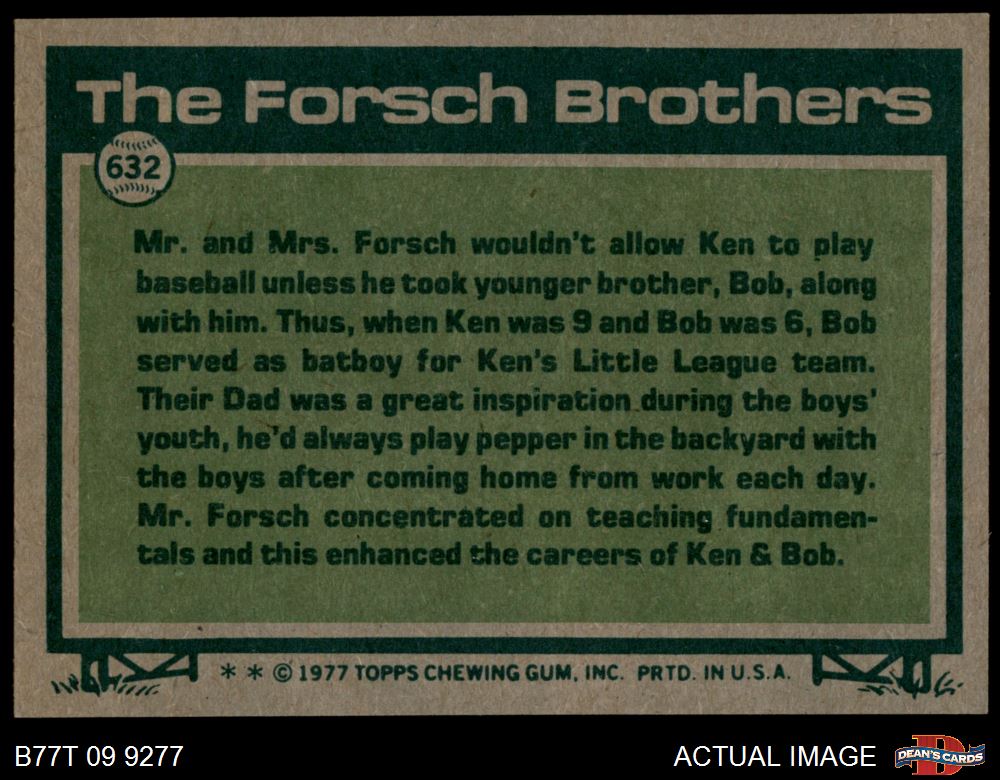 The Forsch Brothers
632
Mr. and Mrs. Forsch wouldn't allow Ken to play
baseball unless he took younger brother, Bob, along
with him. Thus, when Ken was 9 and Bob was 6, Bob
served as batboy for Ken's Little League team.
Their Dad was a great inspiration during the boys'
youth, he'd always play pepper in the backyard with
the boys after coming home from work each day.
Mr. Forsch concentrated on teaching fundamen-
tals and this enhanced the careers of Ken & Bob.
* * © 1977 TOPPS CHEWING GUM, INC. PRTD. IN U.S.A.
B77T 09 9277
ACTUAL IMAGE
D
DEAN'S CARDS